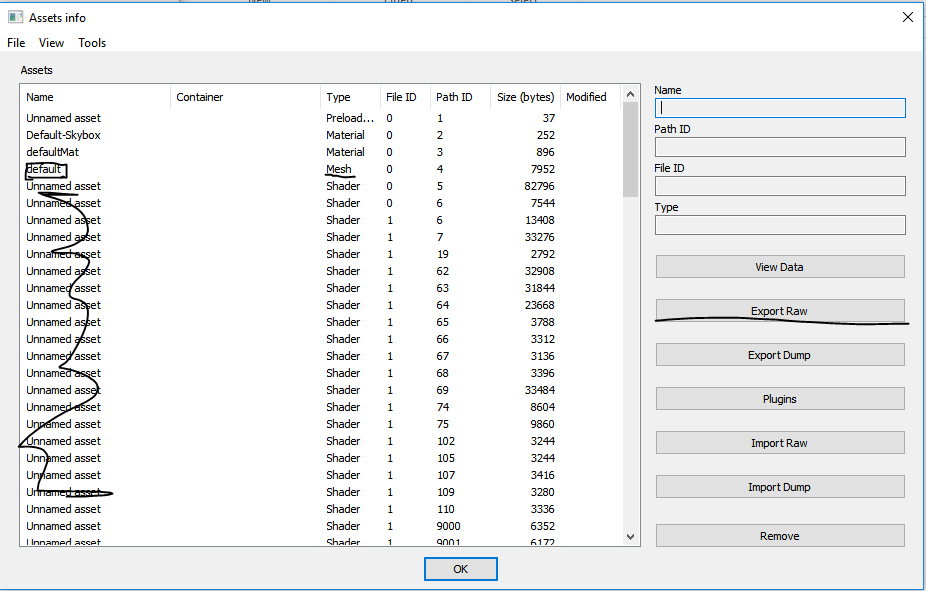 Assets info
File View Tools
Assets
Name Container Type File ID Path ID Size (bytes) Modified
Unnamed asset Preload... 0 1 37
Default-Skybox Material 0 2 252
defaultMat Material 0 3 896
default Mesh 0 4 7952
Unnamed asset Shader 0 5 82796
Unnamed asset Shader 0 6 7544
Unnamed asset Shader 1 6 13408
Unnamed asset Shader 1 7 33276
Unnamed asset Shader 1 19 2792
Unnamed asset Shader 1 62 32908
Unnamed asset Shader 1 63 31844
Unnamed asset Shader 1 64 23668
Unnamed asset Shader 1 65 3788
Unnamed asset Shader 1 66 3312
Unnamed asset Shader 1 67 3136
Unnamed asset Shader 1 68 3396
Unnamed asset Shader 1 69 33484
Unnamed asset Shader 1 74 8604
Unnamed asset Shader 1 75 9860
Unnamed asset Shader 1 102 3244
Unnamed asset Shader 1 105 3244
Unnamed asset Shader 1 107 3416
Unnamed asset Shader 1 109 3280
Unnamed asset Shader 1 110 3336
Unnamed asset Shader 1 9000 6352
Unnamed asset Shader 1 9001 6172
Name
Path ID
File ID
Type
View Data
Export Raw
Export Dump
Plugins
Import Raw
Import Dump
Remove
OK